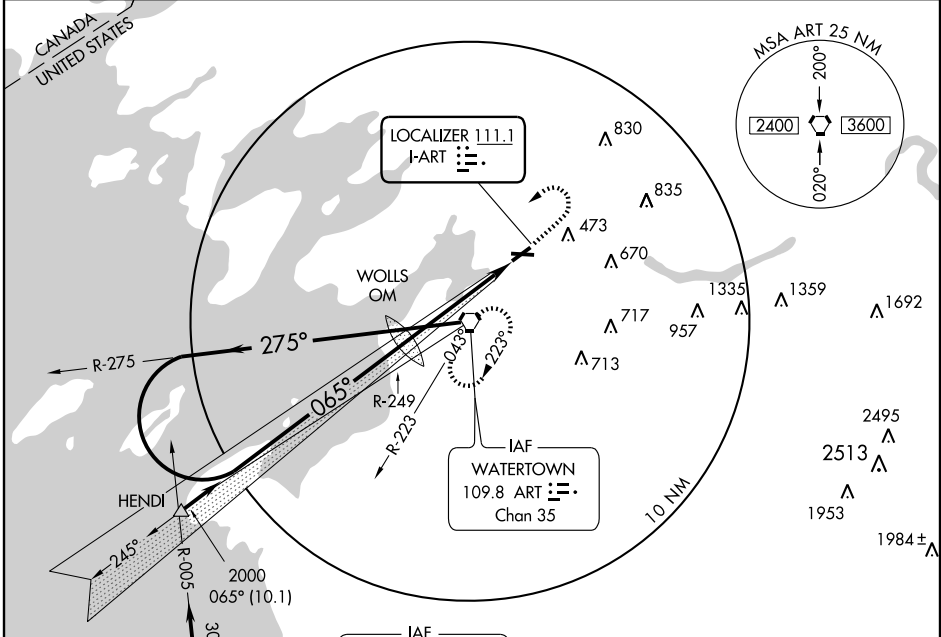 CANADA
UNITED STATES
MSA ART 25 NM
200°
2400
3600
020°
LOCALIZER 111.1
I-ART
830
835
473
670
WOLLS
OM
1335
1359
1692
957
717
713
275°
R-275
043°
223°
065°
R-249
R-223
IAF
WATERTOWN
109.8 ART
Chan 35
2495
2513
1953
1984±
10 NM
HENDI
245°
R-005
2000
065° (10.1)
30
IAF